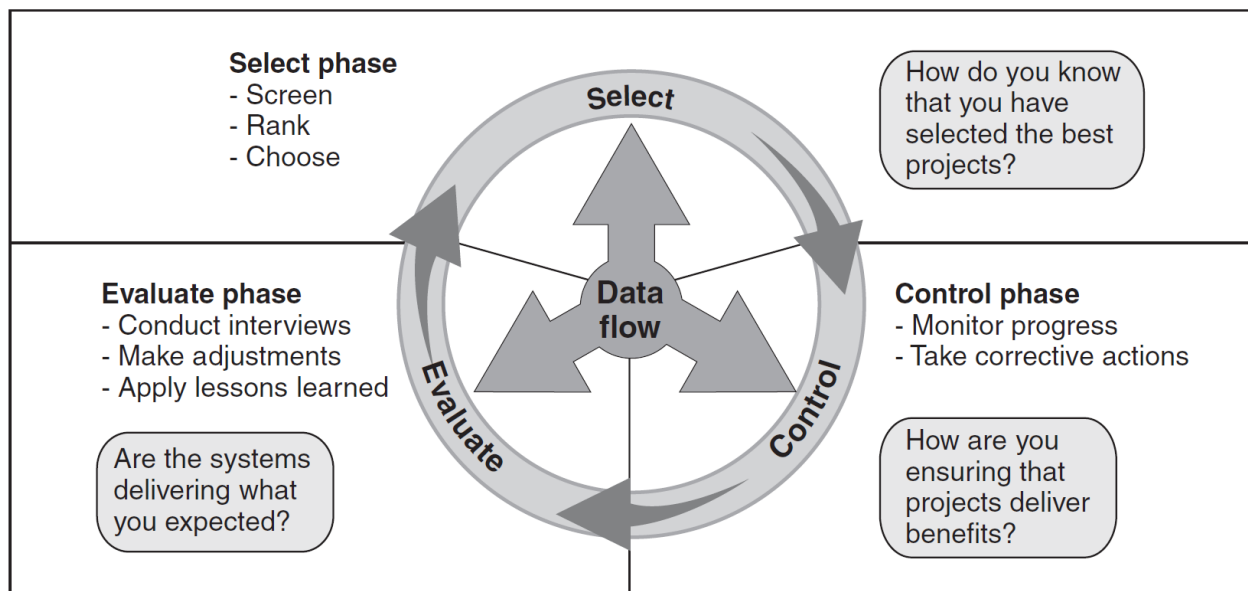 Select phase
- Screen
- Rank
- Choose
Select
How do you know
that you have
selected the best
projects?
Data
flow
Evaluate phase
- Conduct interviews
- Make adjustments
- Apply lessons learned
Are the systems
delivering what
you expected?
Evaluate
Control
Control phase
- Monitor progress
- Take corrective actions
How are you
ensuring that
projects deliver
benefits?